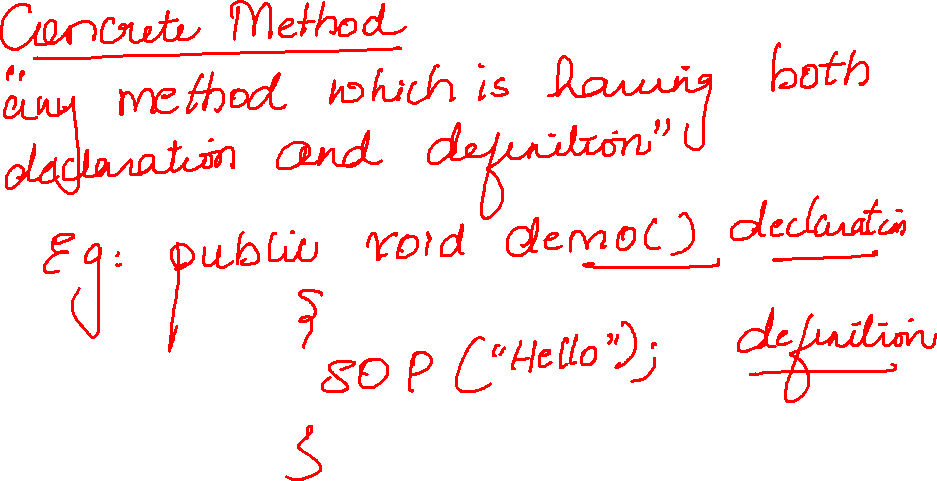 Concrete Method
"any method which is having both
declaration and definition"
Eg: public void demo() declaration
{
SOP ("Hello"); definition
}